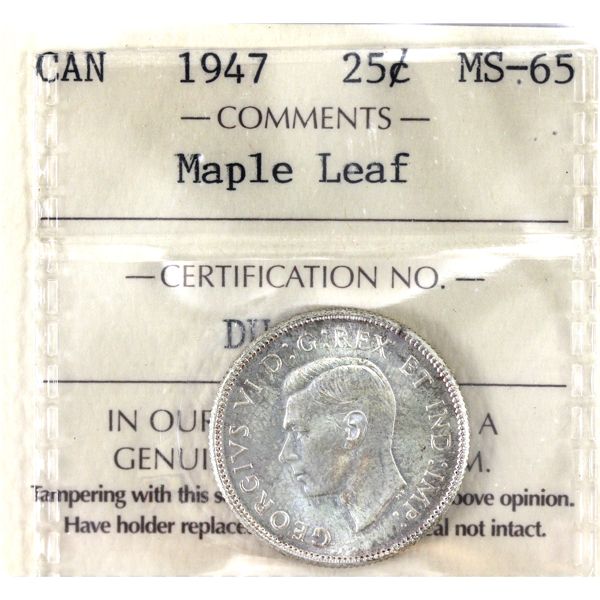 CAN 1947 25¢ MS-65
— COMMENTS —
Maple Leaf
— CERTIFICATION NO. —
GEORGIVS VI D:G:REX ET IND:IMP:
IN OUR A
GENUI M.
Tampering with this s ove opinion.
Have holder replace al not intact.